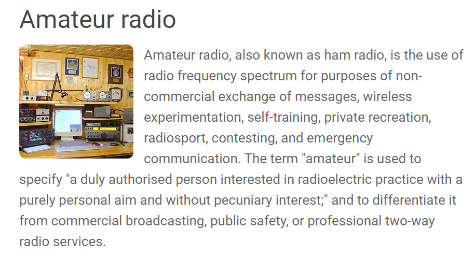 Amateur radio
Amateur radio, also known as ham radio, is the use of
radio frequency spectrum for purposes of non-
commercial exchange of messages, wireless
experimentation, self-training, private recreation,
radiosport, contesting, and emergency
communication. The term "amateur" is used to
specify "a duly authorised person interested in radioelectric practice with a
purely personal aim and without pecuniary interest;" and to differentiate it
from commercial broadcasting, public safety, or professional two-way
radio services.